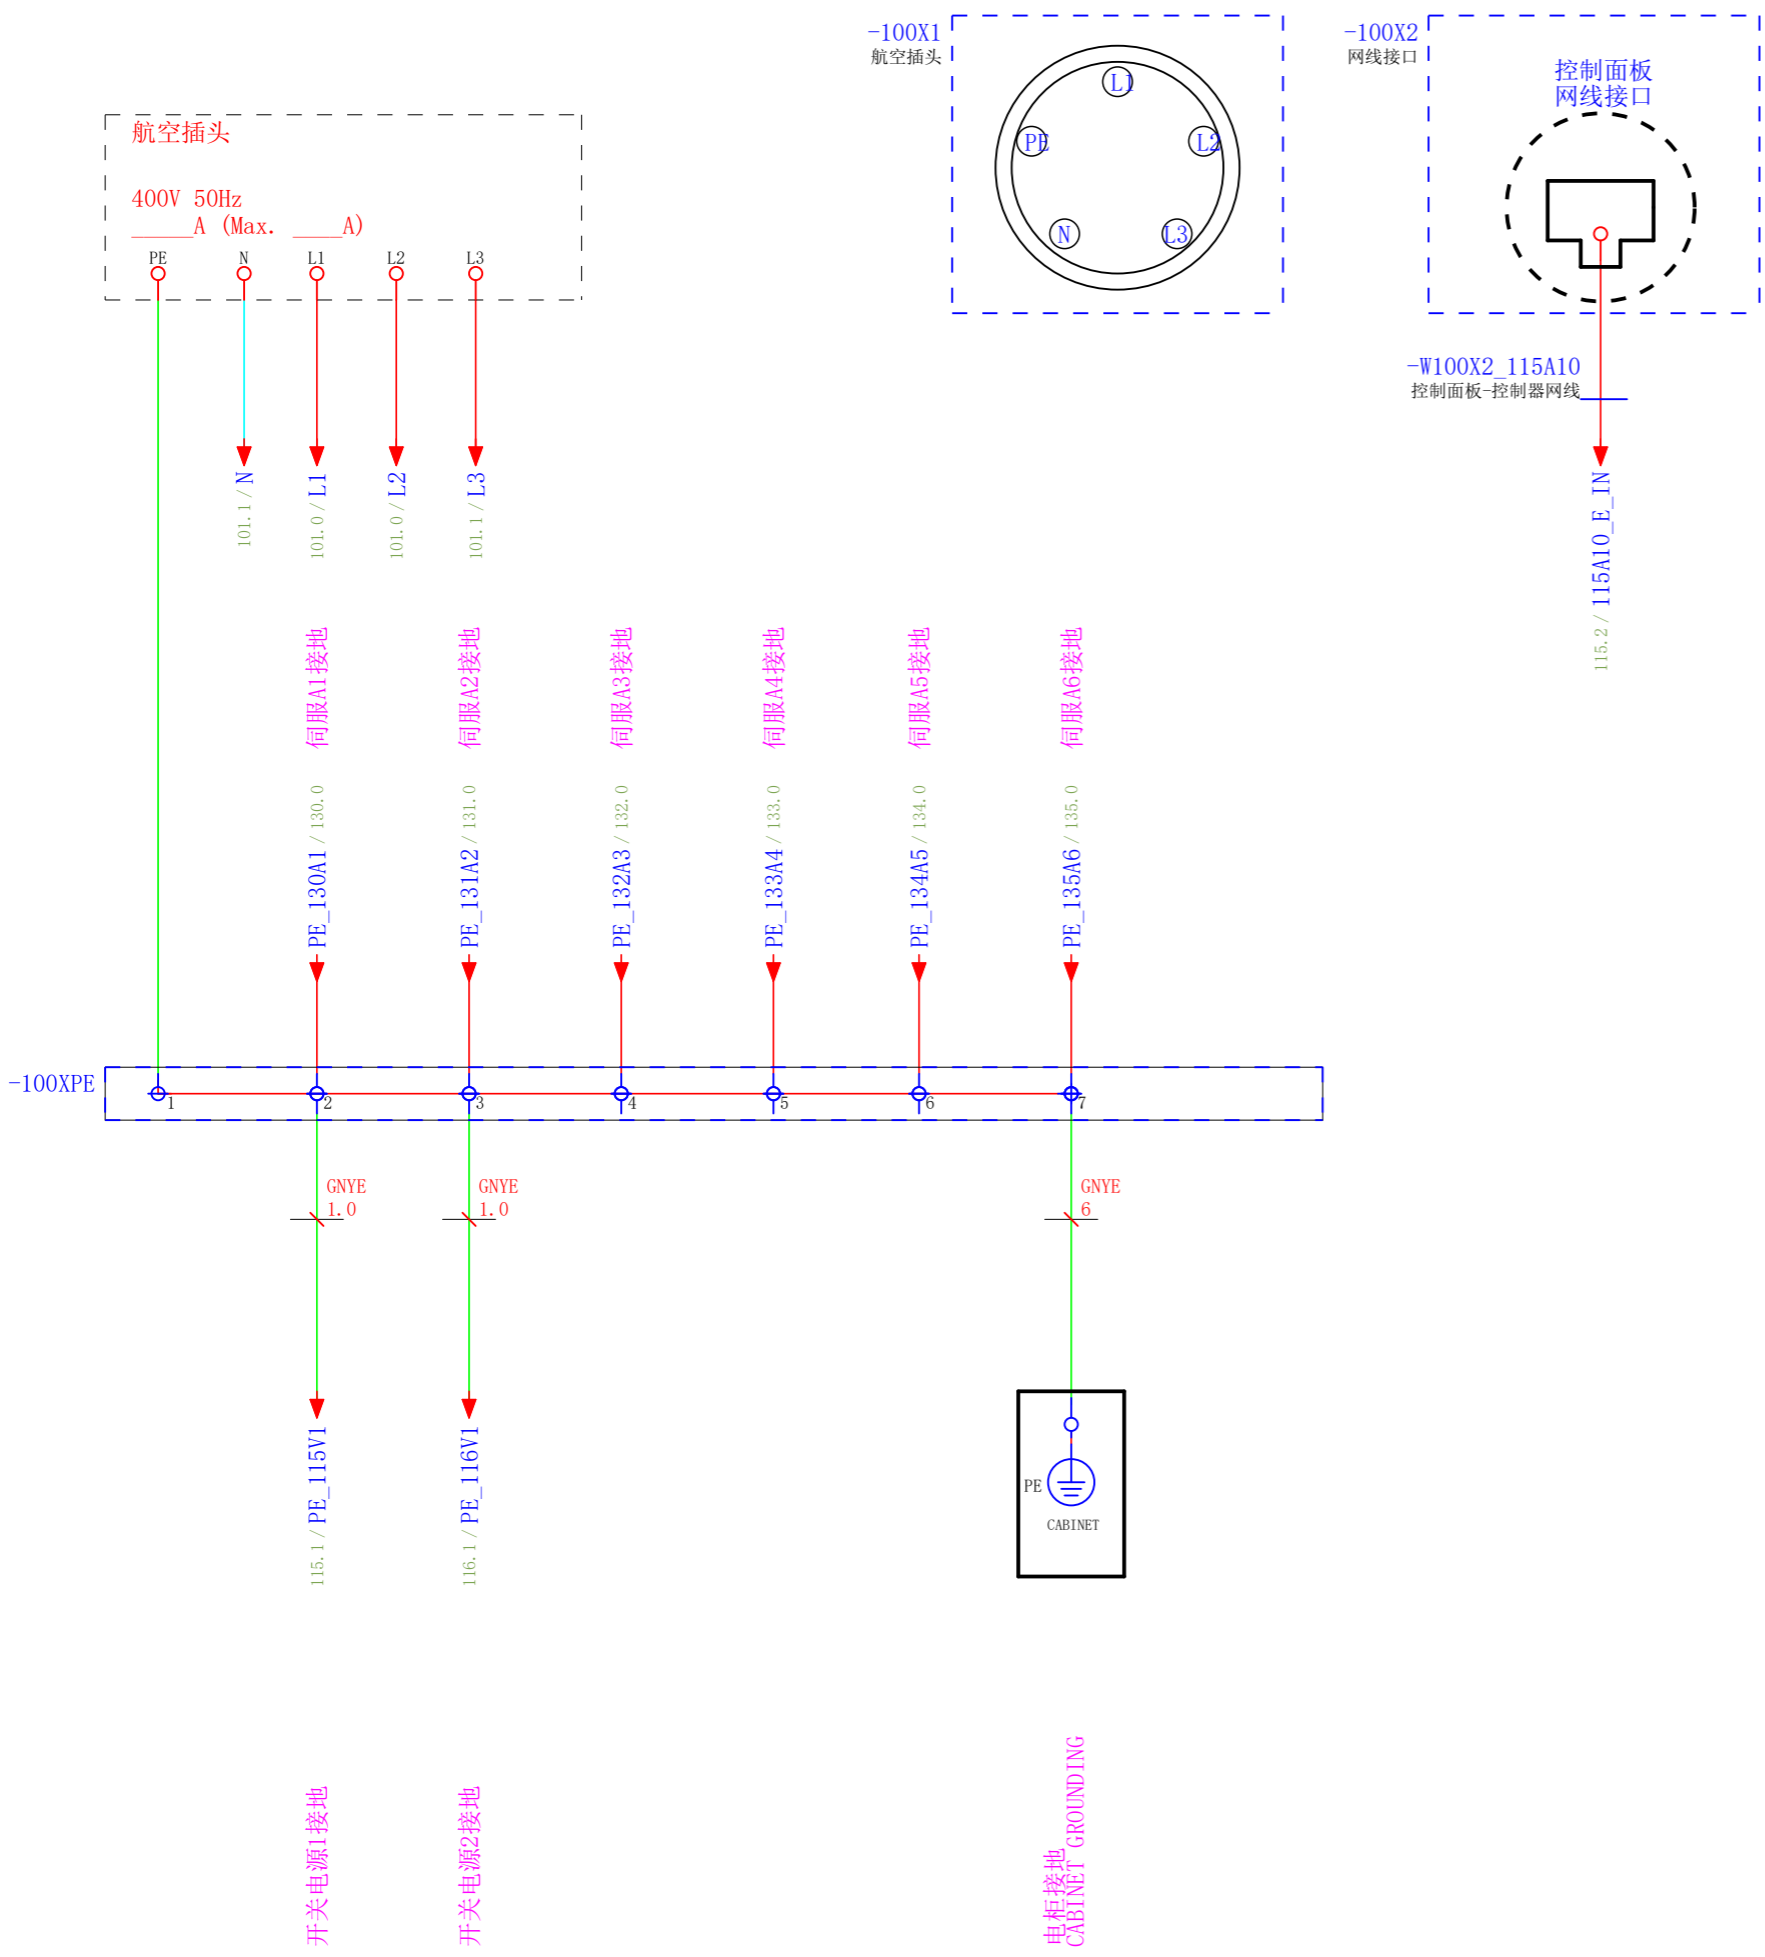 -100X1
航空插头
L1
PE
L2
N
L3
-100X2
网线接口
控制面板
网线接口
航空插头
400V 50Hz
_____A (Max. ____A)
PE
N
L1
L2
L3
-W100X2_115A10
控制面板-控制器网线
101.1 / N
101.0 / L1
101.0 / L2
101.1 / L3
115.2 / 115A10_E_IN
伺服A1接地
伺服A2接地
伺服A3接地
伺服A4接地
伺服A5接地
伺服A6接地
PE_130A1 / 130.0
PE_131A2 / 131.0
PE_132A3 / 132.0
PE_133A4 / 133.0
PE_134A5 / 134.0
PE_135A6 / 135.0
-100XPE
1
2
3
4
5
6
7
GNYE
1.0
GNYE
1.0
GNYE
6
115.1 / PE_115V1
116.1 / PE_116V1
PE
CABINET
开关电源1接地
开关电源2接地
电柜接地
CABINET GROUNDING